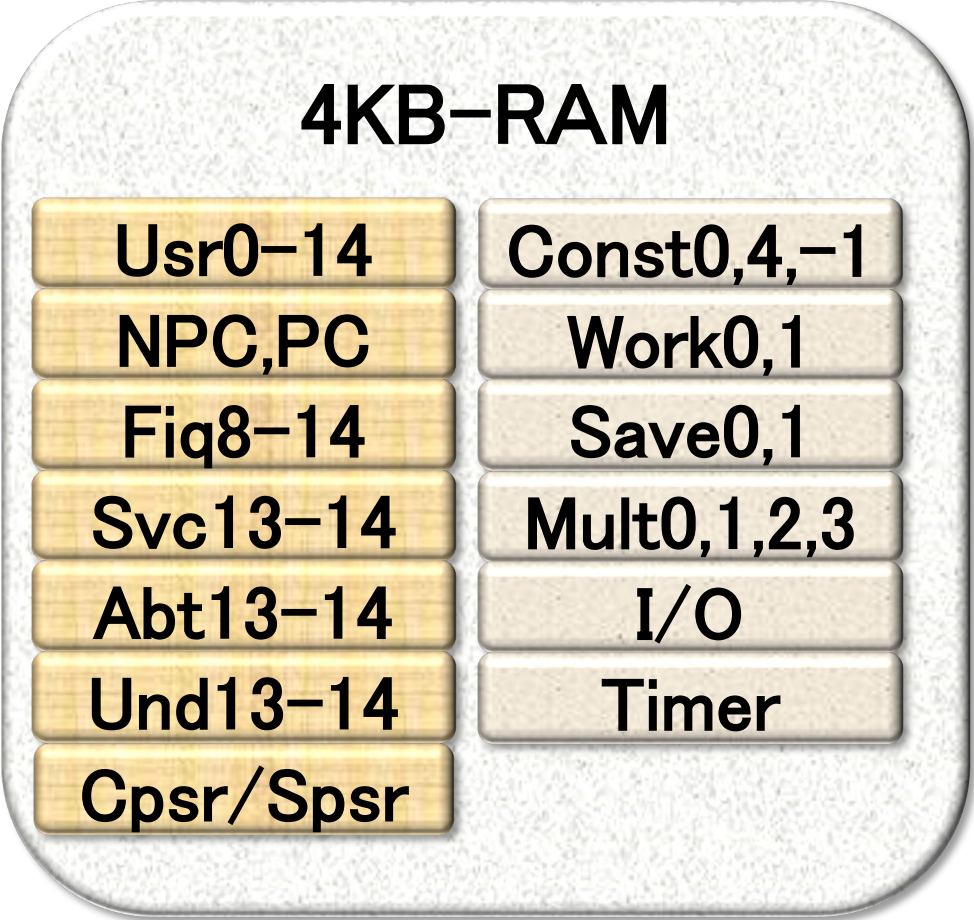 4KB-RAM
Usr0-14
NPC,PC
Fiq8-14
Svc13-14
Abt13-14
Und13-14
Cpsr/Spsr
Const0,4,-1
Work0,1
Save0,1
Mult0,1,2,3
I/O
Timer